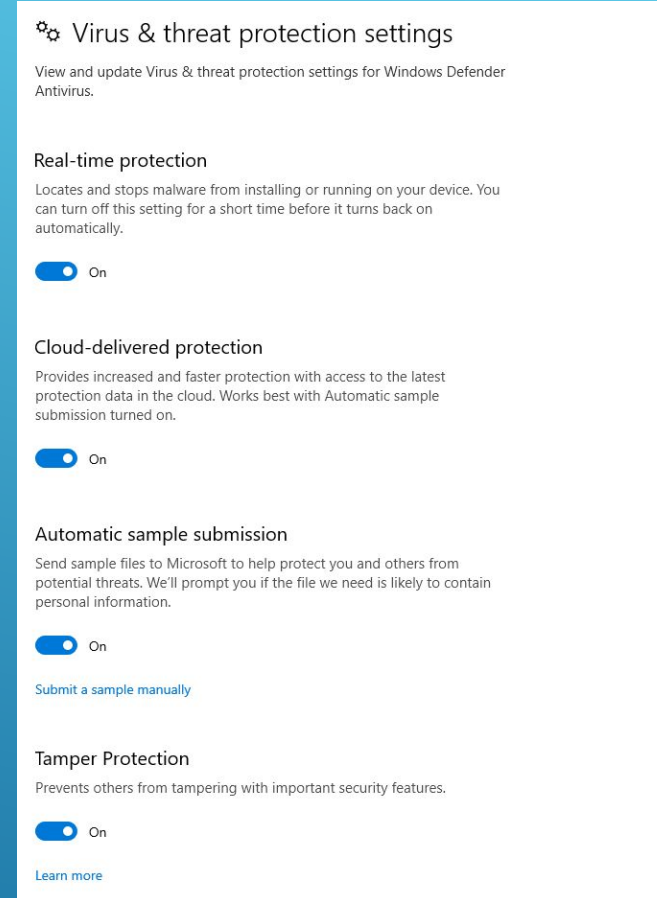 Virus & threat protection settings
View and update Virus & threat protection settings for Windows Defender
Antivirus.
Real-time protection
Locates and stops malware from installing or running on your device. You
can turn off this setting for a short time before it turns back on
automatically.
On
Cloud-delivered protection
Provides increased and faster protection with access to the latest
protection data in the cloud. Works best with Automatic sample
submission turned on.
On
Automatic sample submission
Send sample files to Microsoft to help protect you and others from
potential threats. We’ll prompt you if the file we need is likely to contain
personal information.
On
Submit a sample manually
Tamper Protection
Prevents others from tampering with important security features.
On
Learn more